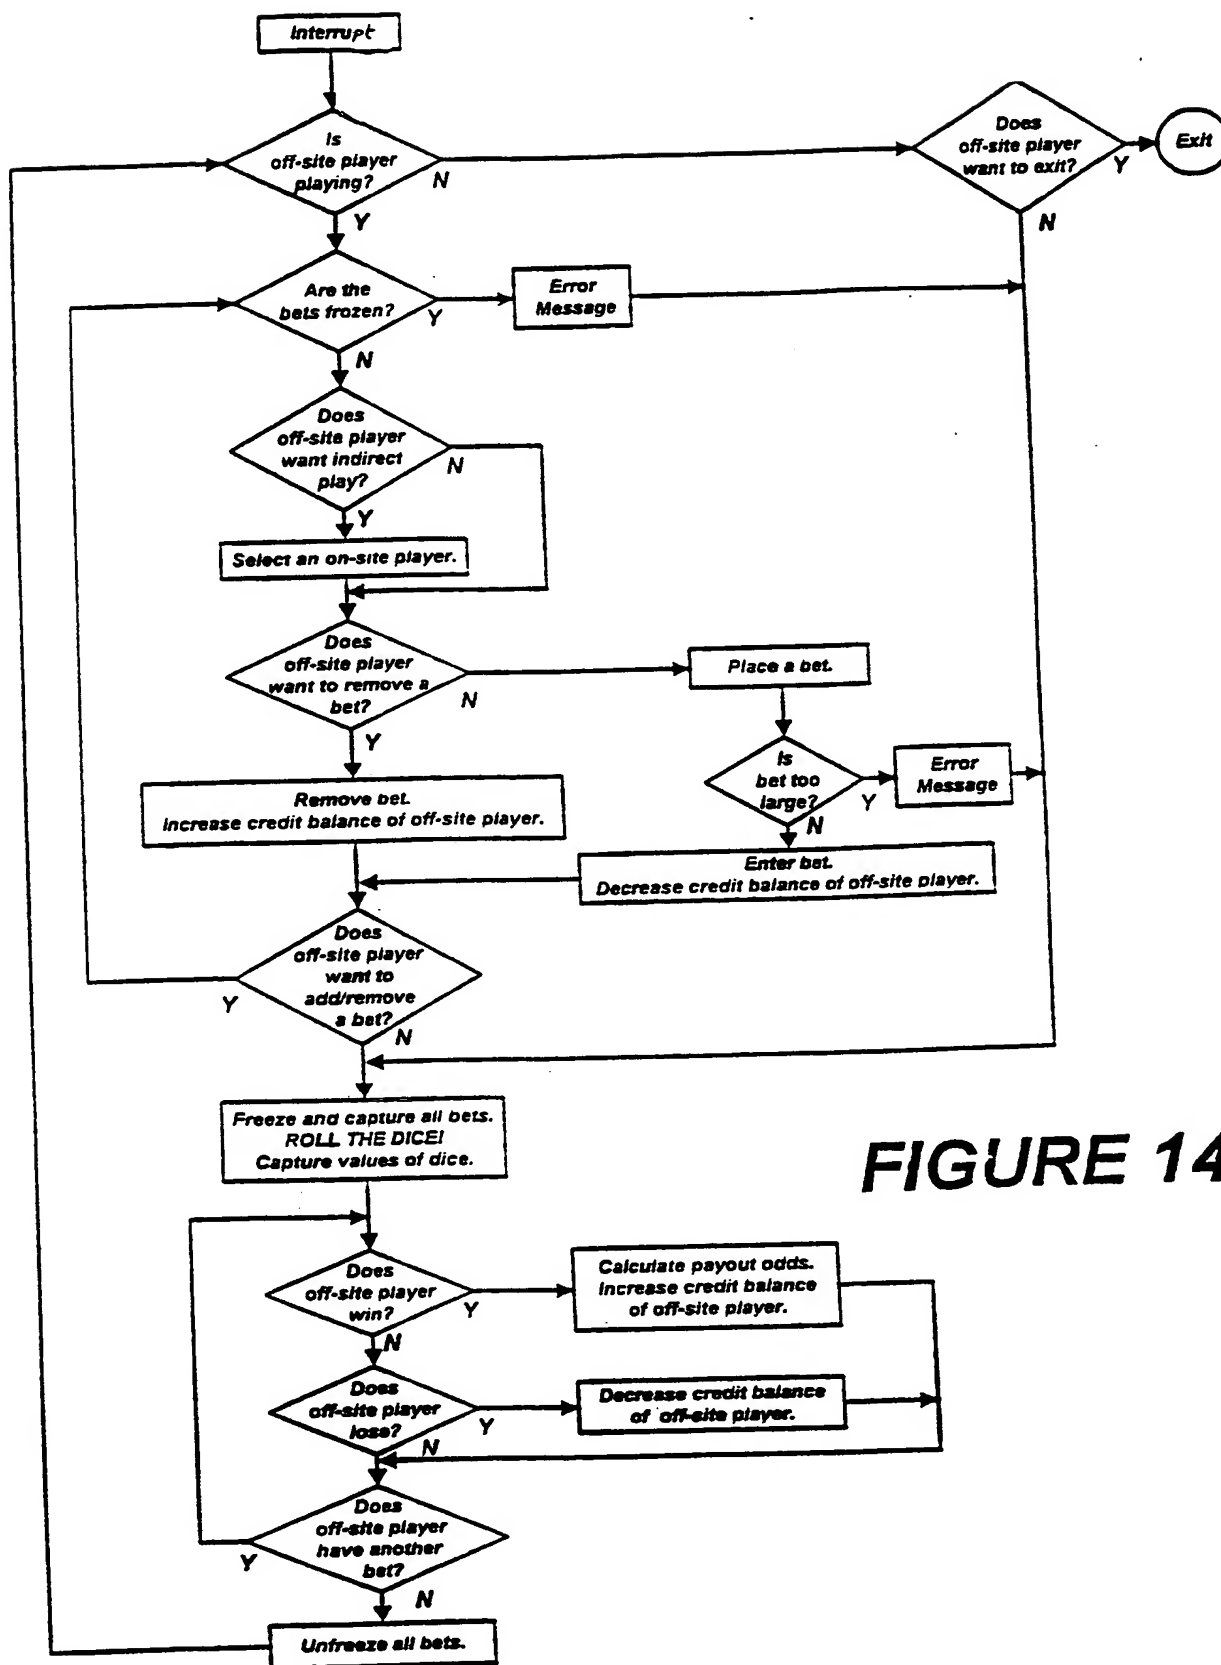 Interrupt
Is
off-site player
playing?
N
Y
Does
off-site player
want to exit?
Y
Exit
N
Are the
bets frozen?
Y
Error
Message
N
Does
off-site player
want indirect
play?
N
Y
Select an on-site player.
Does
off-site player
want to remove a
bet?
N
Y
Place a bet.
Is
bet too
large?
Y
Error
Message
N
Remove bet.
Increase credit balance of off-site player.
Enter bet.
Decrease credit balance of off-site player.
Does
off-site player
want to
add/remove
a bet?
Y
N
Freeze and capture all bets.
ROLL THE DICE!
Capture values of dice.
FIGURE 14
Does
off-site player
win?
Y
N
Calculate payout odds.
Increase credit balance
of off-site player.
Does
off-site player
lose?
Y
N
Decrease credit balance
of off-site player.
Does
off-site player
have another
bet?
Y
N
Unfreeze all bets.